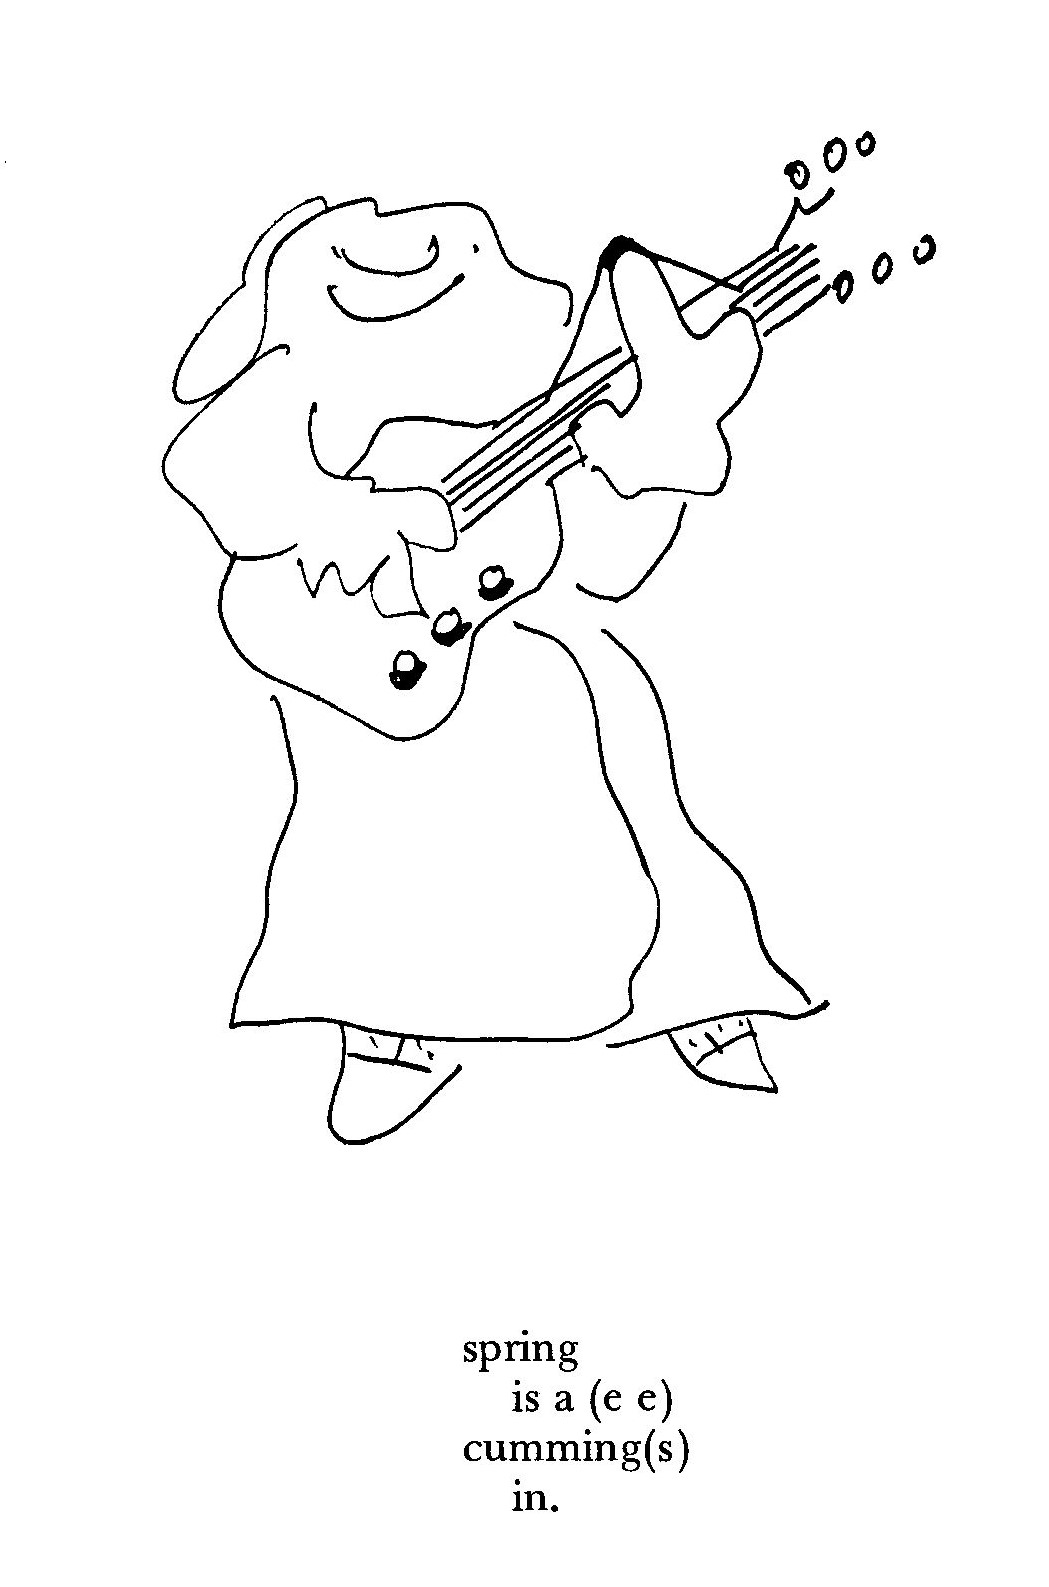 spring
is a (e e)
cumming(s)
in.